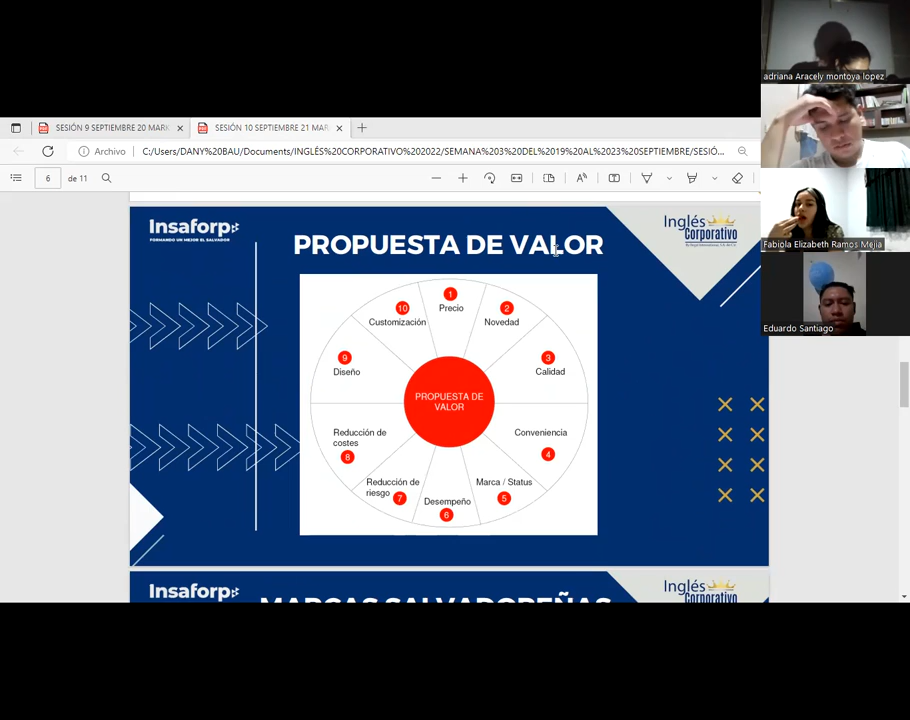 adriana Aracely montoya lopez
SESIÓN 9 SEPTIEMBRE 20 MARK
SESIÓN 10 SEPTIEMBRE 21 MAR
Archivo
C:/Users/DANY%20BAU/Documents/INGLÉS%20CORPORATIVO%202022/SEMANA%203%20DEL%2019%20AL%2023%20SEPTIEMBRE/SESIÓ...
6
de 11
Insaforp
FORMANDO UN MEJOR EL SALVADOR
PROPUESTA DE VALOR
Inglés
Corporativo
Fabiola Elizabeth Ramos Mejia
Eduardo Santiago
1
Precio
2
Novedad
3
Calidad
Conveniencia
4
Marca / Status
5
Desempeño
6
Reducción de
riesgo
7
Reducción de
costes
8
9
Diseño
10
Customización
PROPUESTA DE
VALOR
Insaforp
MARCAS SALVADOREÑAS
Inglés
Corporativo